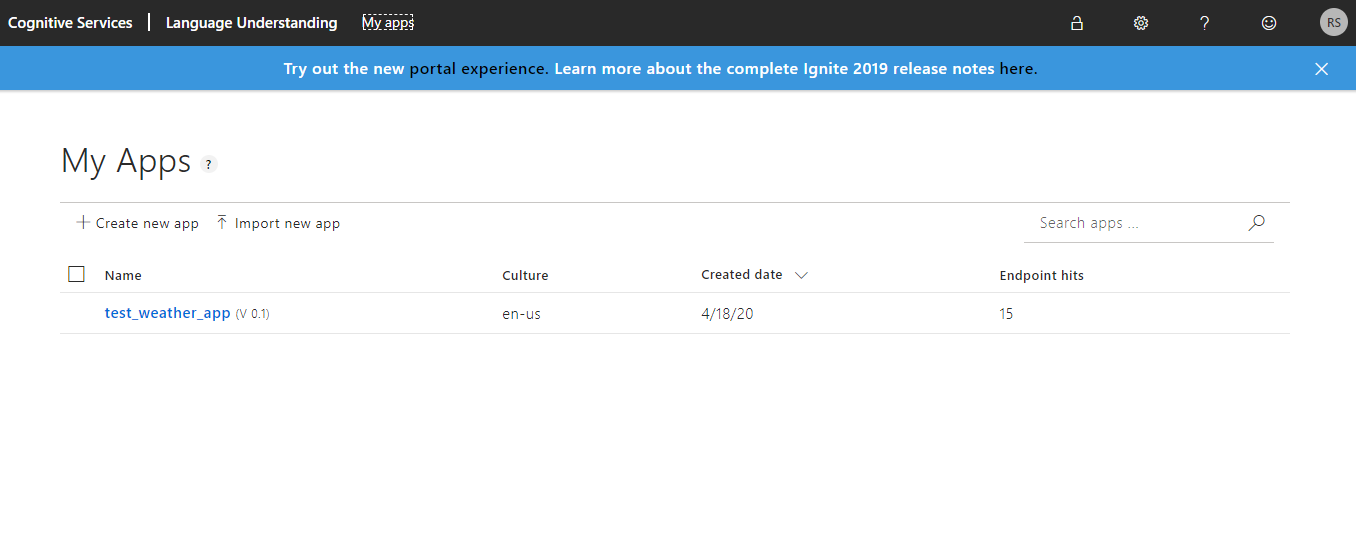 Cognitive Services | Language Understanding My apps ? RS
Try out the new portal experience. Learn more about the complete Ignite 2019 release notes here.
My Apps ?
Create new app Import new app Search apps ...
Name Culture Created date Endpoint hits
test_weather_app (V 0.1) en-us 4/18/20 15